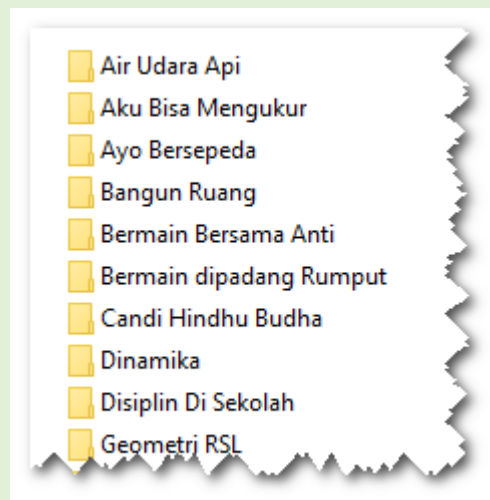 Air Udara Api
Aku Bisa Mengukur
Ayo Bersepeda
Bangun Ruang
Bermain Bersama Anti
Bermain dipadang Rumput
Candi Hindhu Budha
Dinamika
Disiplin Di Sekolah
Geometri RSL